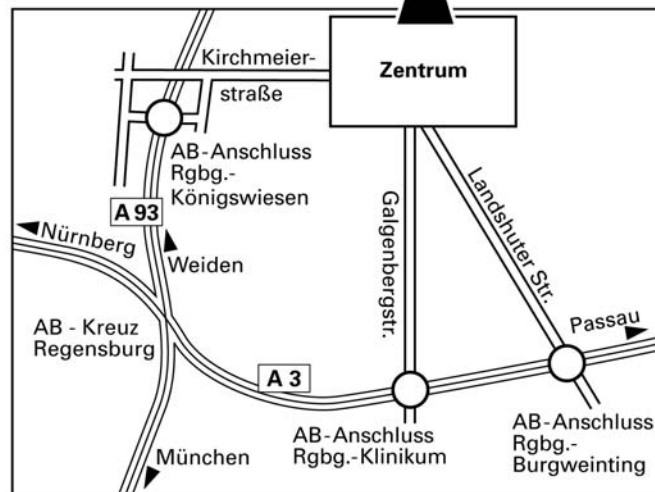 Kirchmeier-
straße
Zentrum
AB-Anschluss
Rgbg.-
Königswiesen
A 93
Nürnberg
Weiden
Galgenbergstr.
Landshuter Str.
AB - Kreuz
Regensburg
Passau
A 3
AB-Anschluss
Rgbg.-Klinikum
AB-Anschluss
Rgbg.-
Burgweinting
München